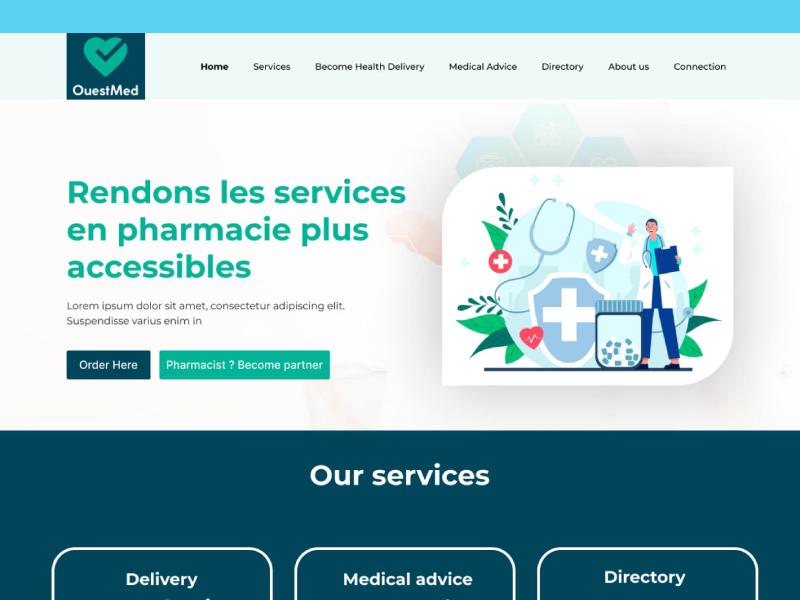 OuestMed
Home Services Become Health Delivery Medical Advice Directory About us Connection
Rendons les services
en pharmacie plus
accessibles
Lorem ipsum dolor sit amet, consectetur adipiscing elit.
Suspendisse varius enim in
Order Here Pharmacist ? Become partner
Our services
Delivery Medical advice Directory